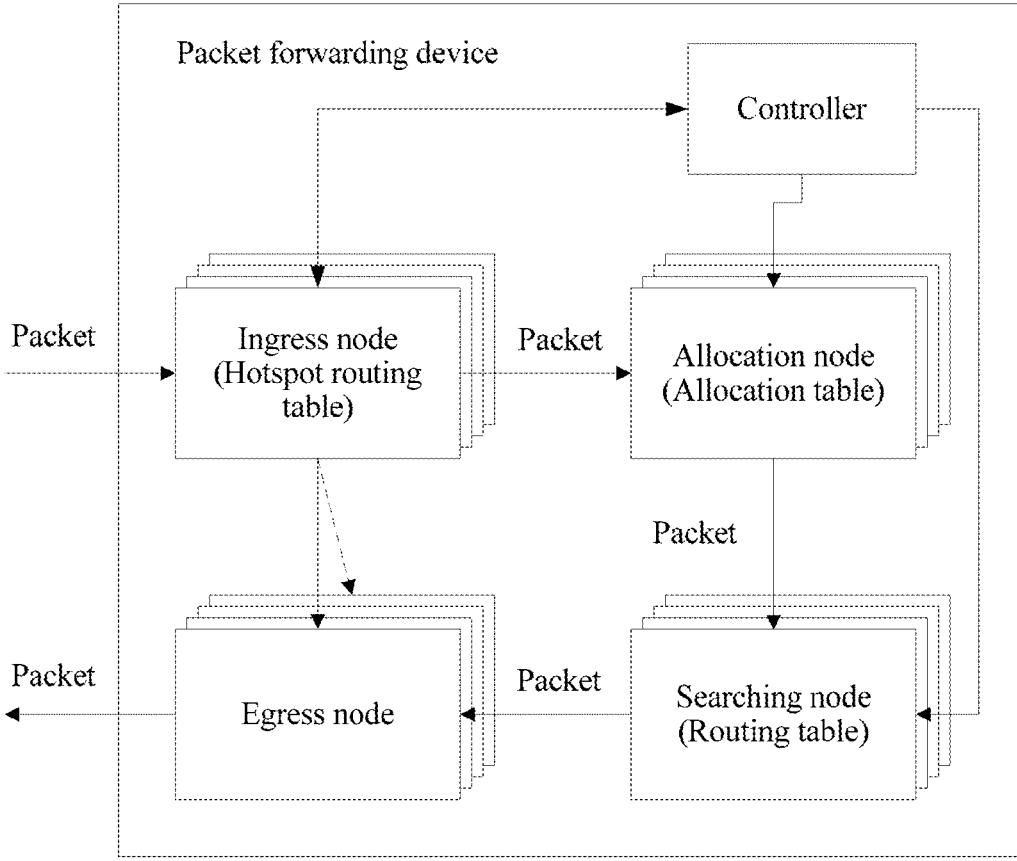 Packet forwarding device
Controller
Packet
Ingress node
(Hotspot routing
table)
Packet
Allocation node
(Allocation table)
Packet
Packet
Egress node
Packet
Searching node
(Routing table)